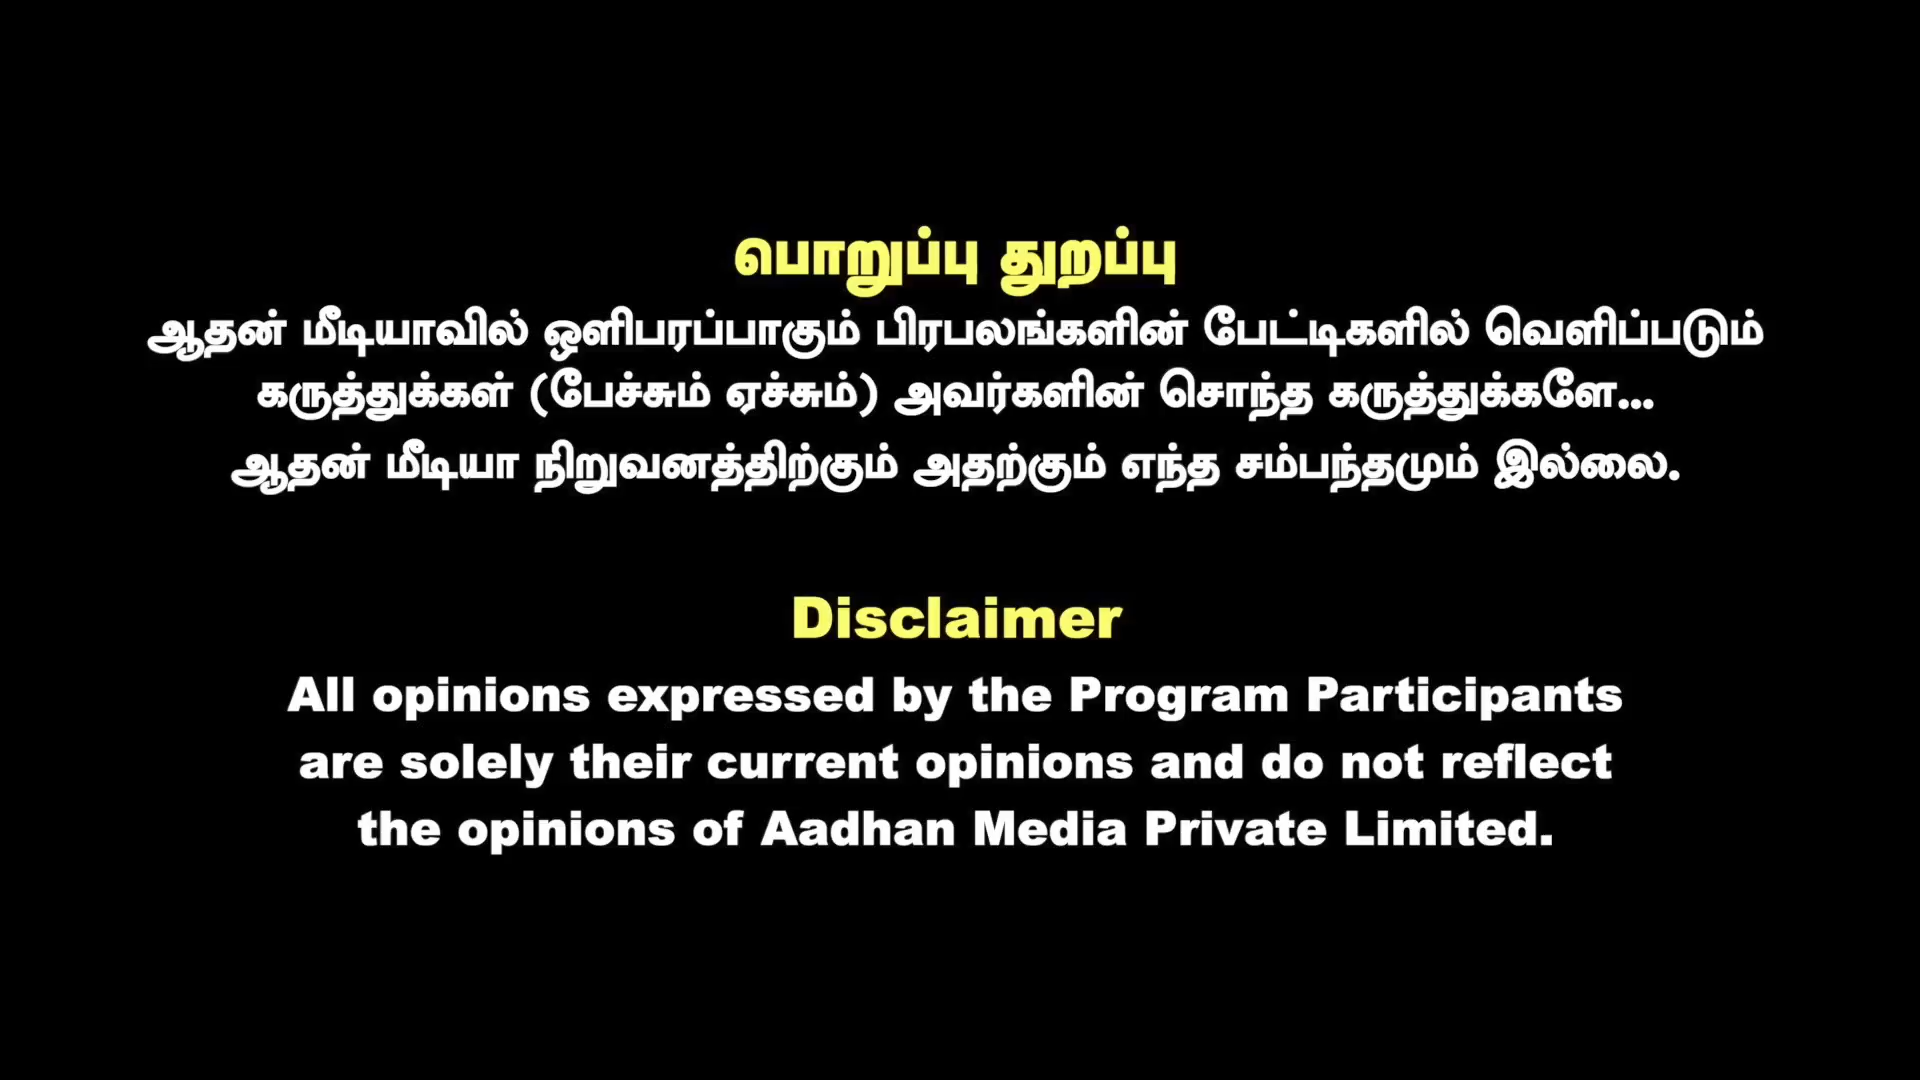 பொறுப்பு துறப்பு
ஆதன் மீடியாவில் ஒளிபரப்பாகும் பிரபலங்களின் பேட்டிகளில் வெளிப்படும்
கருத்துக்கள் (பேச்சும் ஏச்சும்) அவர்களின் சொந்த கருத்துக்களே...
ஆதன் மீடியா நிறுவனத்திற்கும் அதற்கும் எந்த சம்பந்தமும் இல்லை.
Disclaimer
All opinions expressed by the Program Participants
are solely their current opinions and do not reflect
the opinions of Aadhan Media Private Limited.